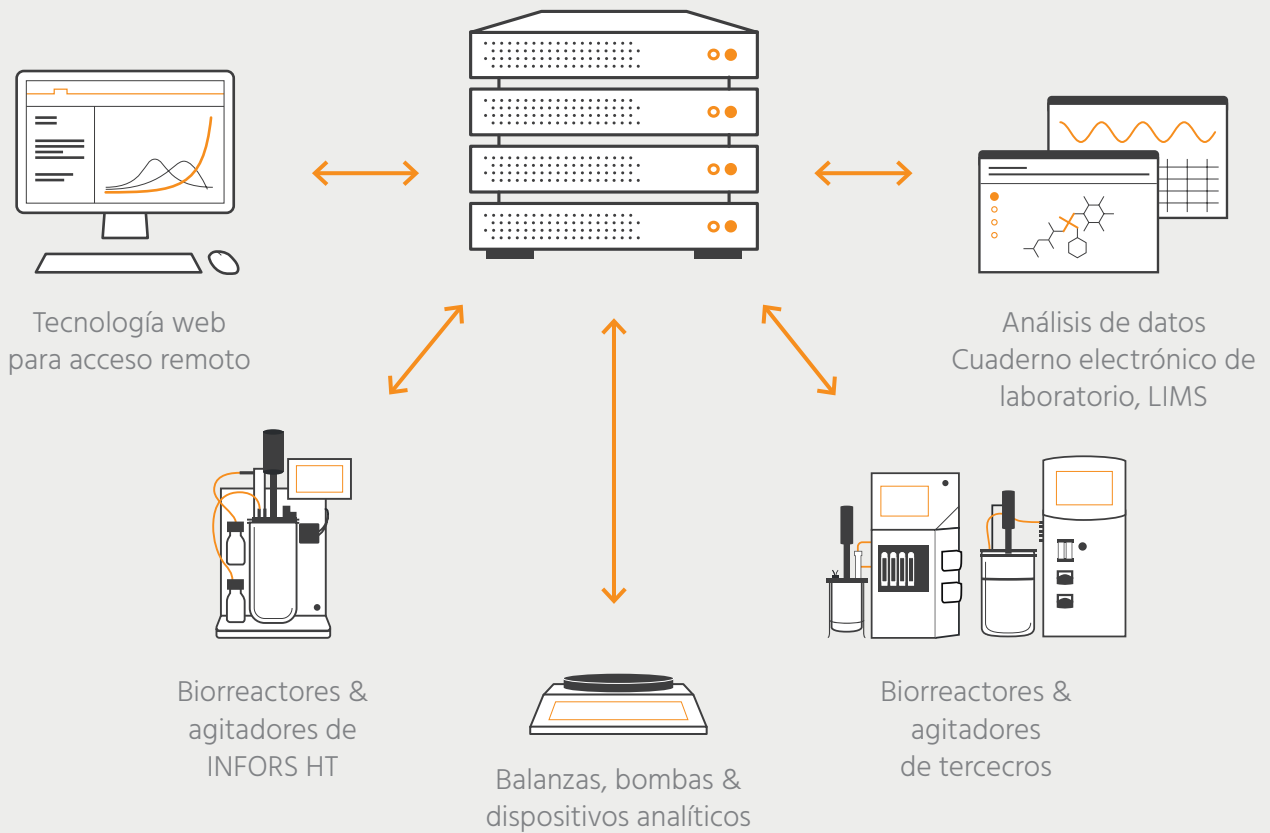 Tecnología web
para acceso remoto
Análisis de datos
Cuaderno electrónico de
laboratorio, LIMS
Biorreactores &
agitadores de
INFORS HT
Balanzas, bombas &
dispositivos analíticos
Biorreactores &
agitadores
de tercecros